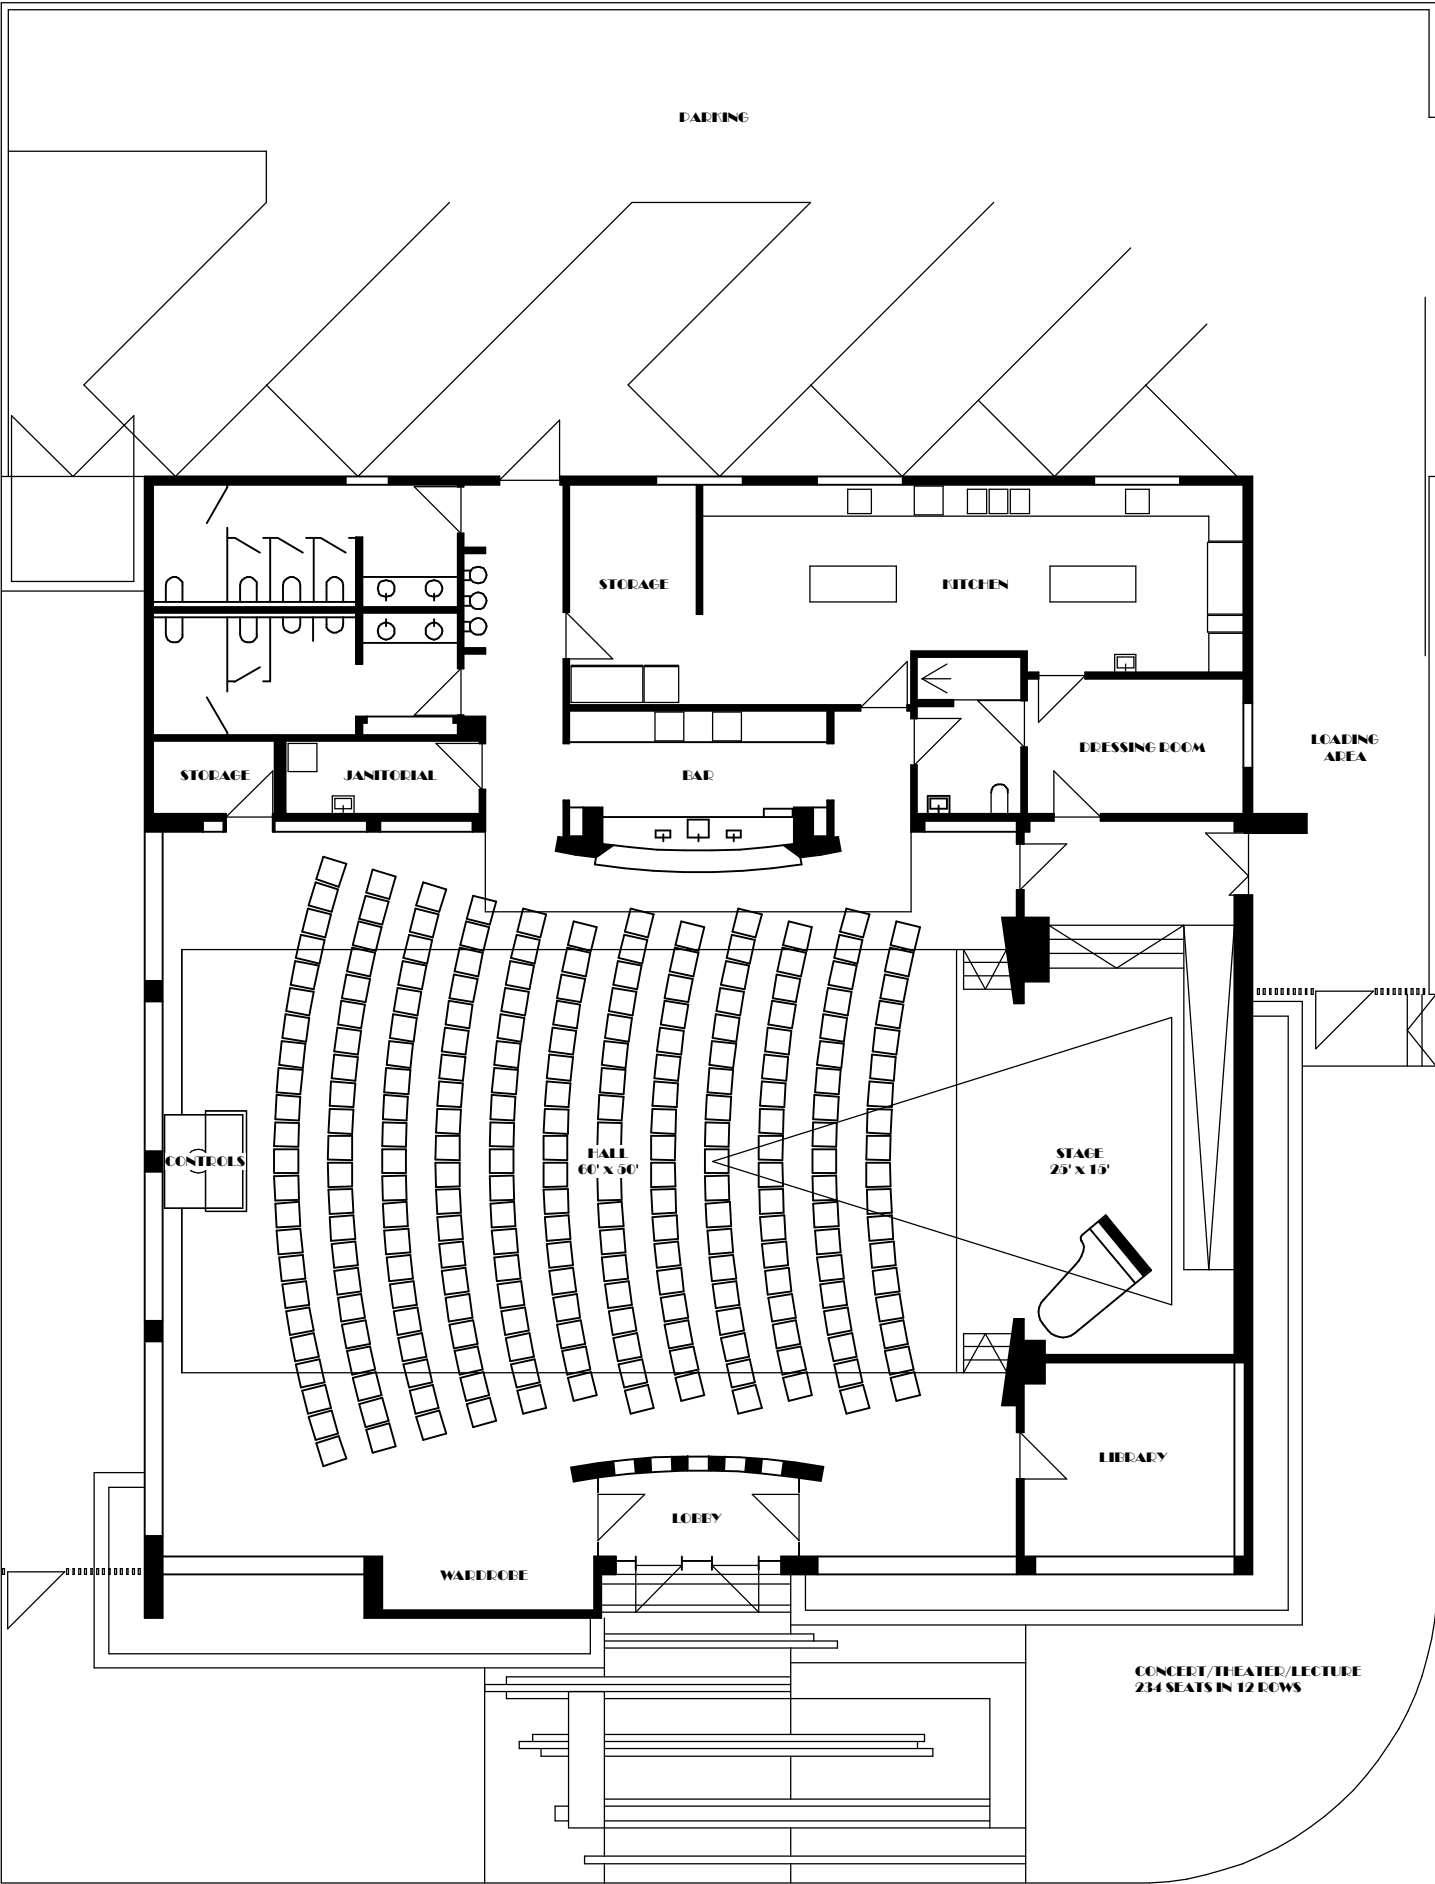 PARKING
STORAGE
KITCHEN
STORAGE
JANITORIAL
BAR
DRESSING ROOM
LOADING
AREA
CONTROLS
HALL
60' x 50'
STAGE
25' x 15'
LIBRARY
LOBBY
WARDROBE
CONCERT/THEATER/LECTURE
234 SEATS IN 12 ROWS